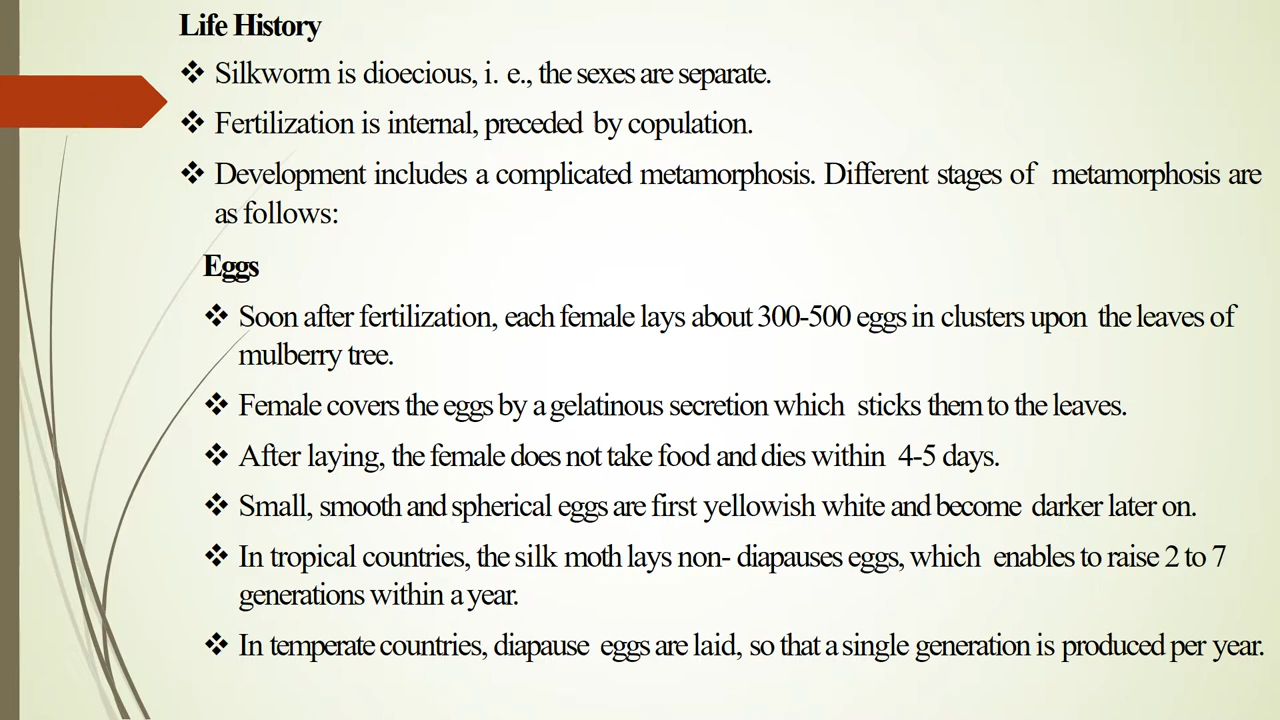 Life History
❖ Silkworm is dioecious, i. e., the sexes are separate.
❖ Fertilization is internal, preceded by copulation.
❖ Development includes a complicated metamorphosis. Different stages of metamorphosis are
as follows:
Eggs
❖ Soon after fertilization, each female lays about 300-500 eggs in clusters upon the leaves of
mulberry tree.
❖ Female covers the eggs by a gelatinous secretion which sticks them to the leaves.
❖ After laying, the female does not take food and dies within 4-5 days.
❖ Small, smooth and spherical eggs are first yellowish white and become darker later on.
❖ In tropical countries, the silk moth lays non- diapauses eggs, which enables to raise 2 to 7
generations within a year.
❖ In temperate countries, diapause eggs are laid, so that a single generation is produced per year.